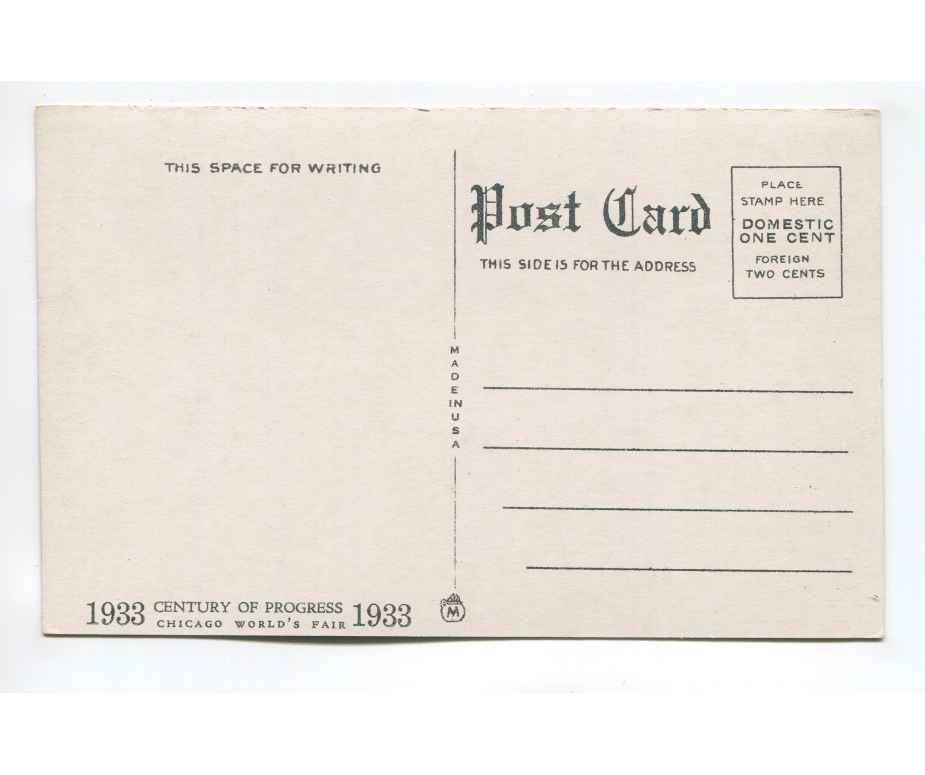 THIS SPACE FOR WRITING
Post Card
THIS SIDE IS FOR THE ADDRESS
PLACE
STAMP HERE
DOMESTIC
ONE CENT
FOREIGN
TWO CENTS
MADE IN USA
1933 CENTURY OF PROGRESS 1933
CHICAGO WORLD'S FAIR
M